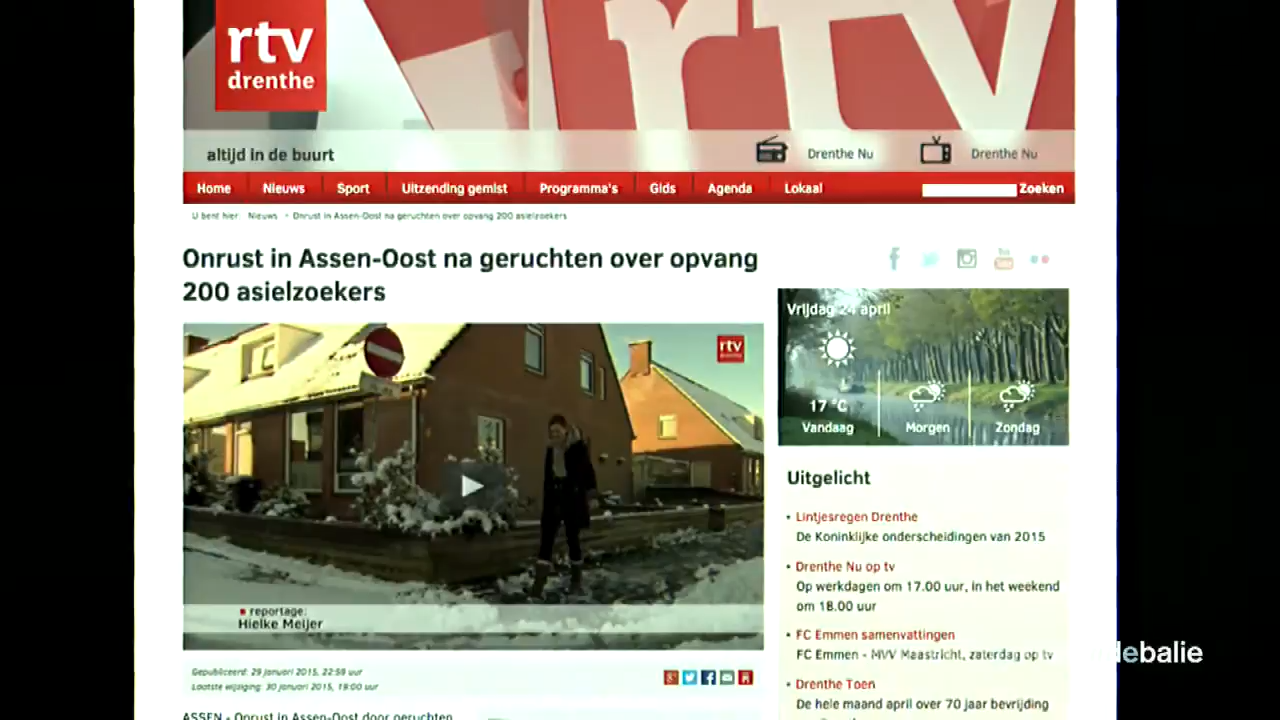 rtv
drenthe
rtv
altijd in de buurt
Drenthe Nu
Drenthe Nu
Home Nieuws Sport Uitzending gemist Programma's Gids Agenda Lokaal Zoeken
U bent hier: Nieuws > Onrust in Assen-Oost na geruchten over opvang 200 asielzoekers
Onrust in Assen-Oost na geruchten over opvang
200 asielzoekers
rtv
drenthe
reportage:
Hielke Meijer
Gepubliceerd: 29 januari 2015, 22:59 uur
Laatste wijziging: 30 januari 2015, 19:00 uur
ASSEN - Onrust in Assen-Oost door geruchten
You
Tube
Vrijdag 24 april
17 °C
Vandaag Morgen Zondag
Uitgelicht
Lintjesregen Drenthe
De Koninklijke onderscheidingen van 2015
Drenthe Nu op tv
Op werkdagen om 17.00 uur, in het weekend
om 18.00 uur
FC Emmen samenvattingen
FC Emmen - MVV Maastricht, zaterdag op tv
Drenthe Toen
De hele maand april over 70 jaar bevrijding
debalie